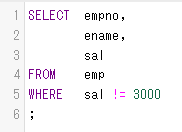 1 SELECT empno,
2 ename,
3 sal
4 FROM emp
5 WHERE sal != 3000
6 ;